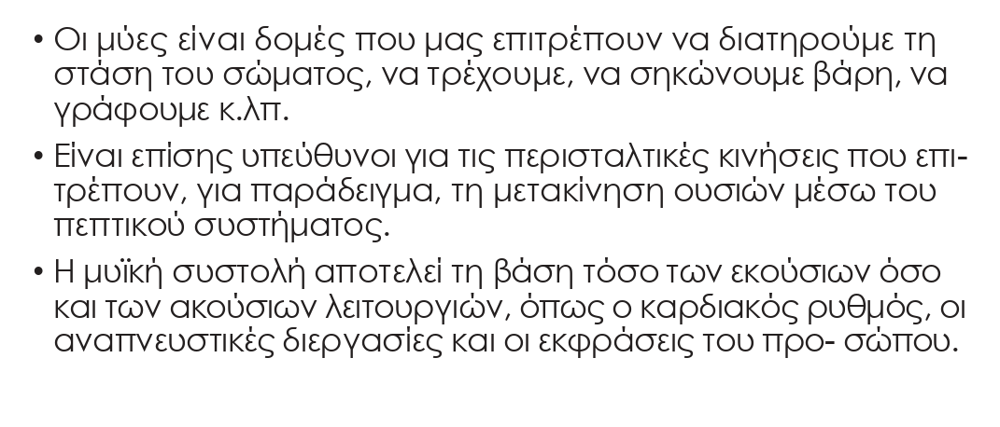 • Οι μύες είναι δομές που μας επιτρέπουν να διατηρούμε τη
στάση του σώματος, να τρέχουμε, να σηκώνουμε βάρη, να
γράφουμε κ.λπ.
• Είναι επίσης υπεύθυνοι για τις περισταλτικές κινήσεις που επι-
τρέπουν, για παράδειγμα, τη μετακίνηση ουσιών μέσω του
πεπτικού συστήματος.
• Η μυϊκή συστολή αποτελεί τη βάση τόσο των εκούσιων όσο
και των ακούσιων λειτουργιών, όπως ο καρδιακός ρυθμός, οι
αναπνευστικές διεργασίες και οι εκφράσεις του προ- σώπου.